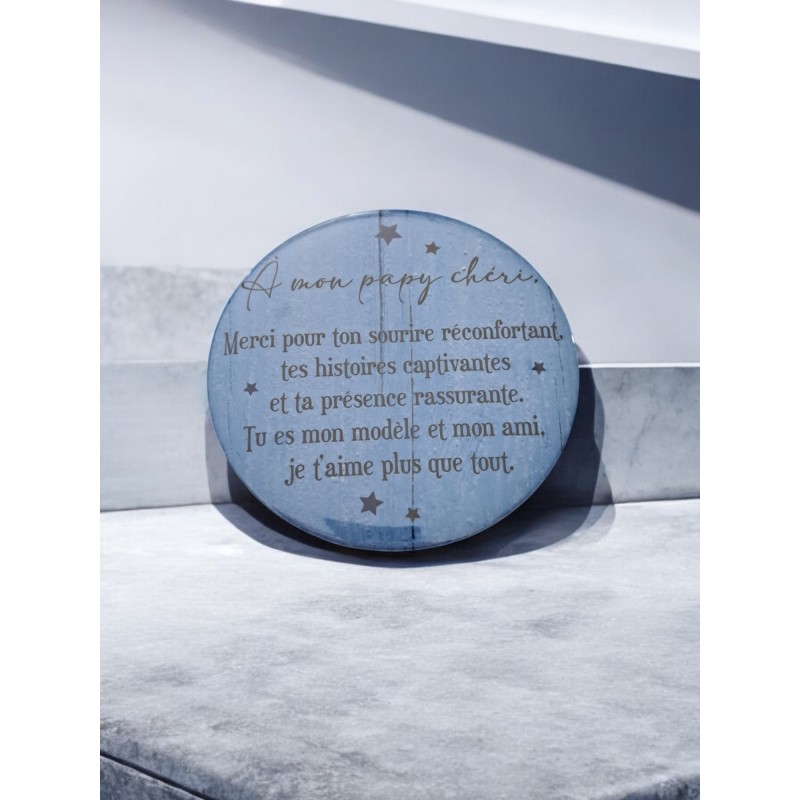 À mon papy chéri,
Merci pour ton sourire réconfortant,
tes histoires captivantes
et ta présence rassurante.
Tu es mon modèle et mon ami,
je t'aime plus que tout.